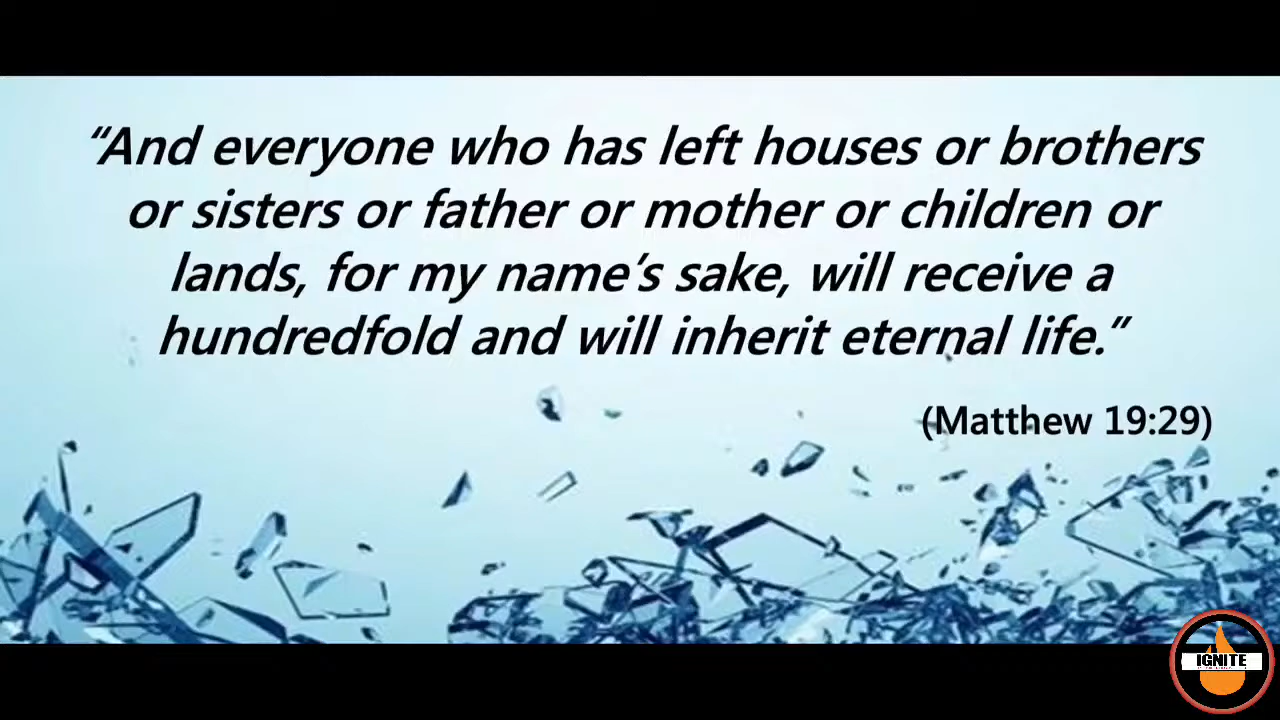 “And everyone who has left houses or brothers
or sisters or father or mother or children or
lands, for my name’s sake, will receive a
hundredfold and will inherit eternal life.”
(Matthew 19:29)
IGNITE